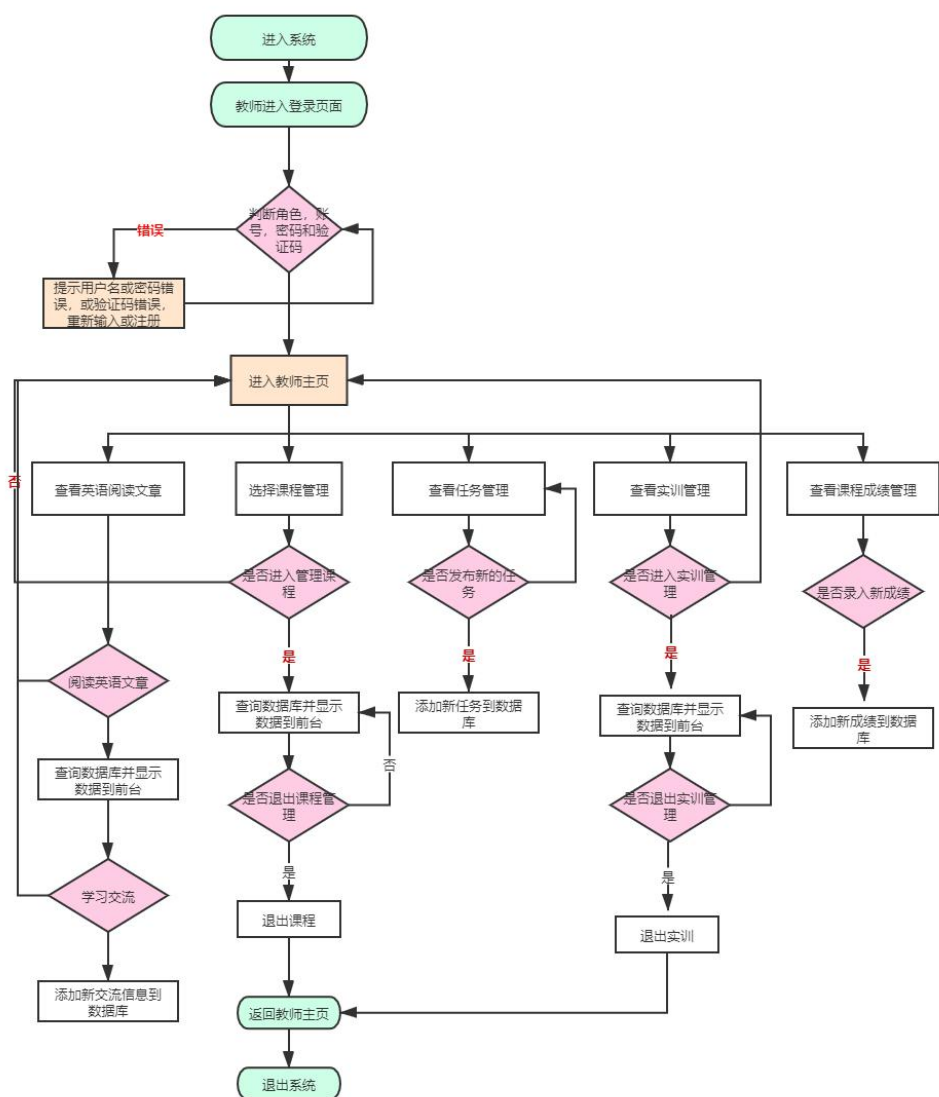 进入系统
教师进入登录页面
判断角色，账
号，密码和验
证码
错误
提示用户名或密码错
误，或验证码错误，
重新输入或注册
进入教师主页
否
查看英语阅读文章
选择课程管理
查看任务管理
查看实训管理
查看课程成绩管理
是否进入管理课
程
是否发布新的任
务
是否进入实训管
理
是否录入新成绩
是
是
是
是
阅读英语文章
查询数据库并显示
数据到前台
添加新任务到数据
库
查询数据库并显示
数据到前台
添加新成绩到数据
库
查询数据库并显示
数据到前台
否
是否退出课程管
理
是否退出实训管
理
学习交流
是
是
退出课程
退出实训
添加新交流信息到
数据库
返回教师主页
退出系统